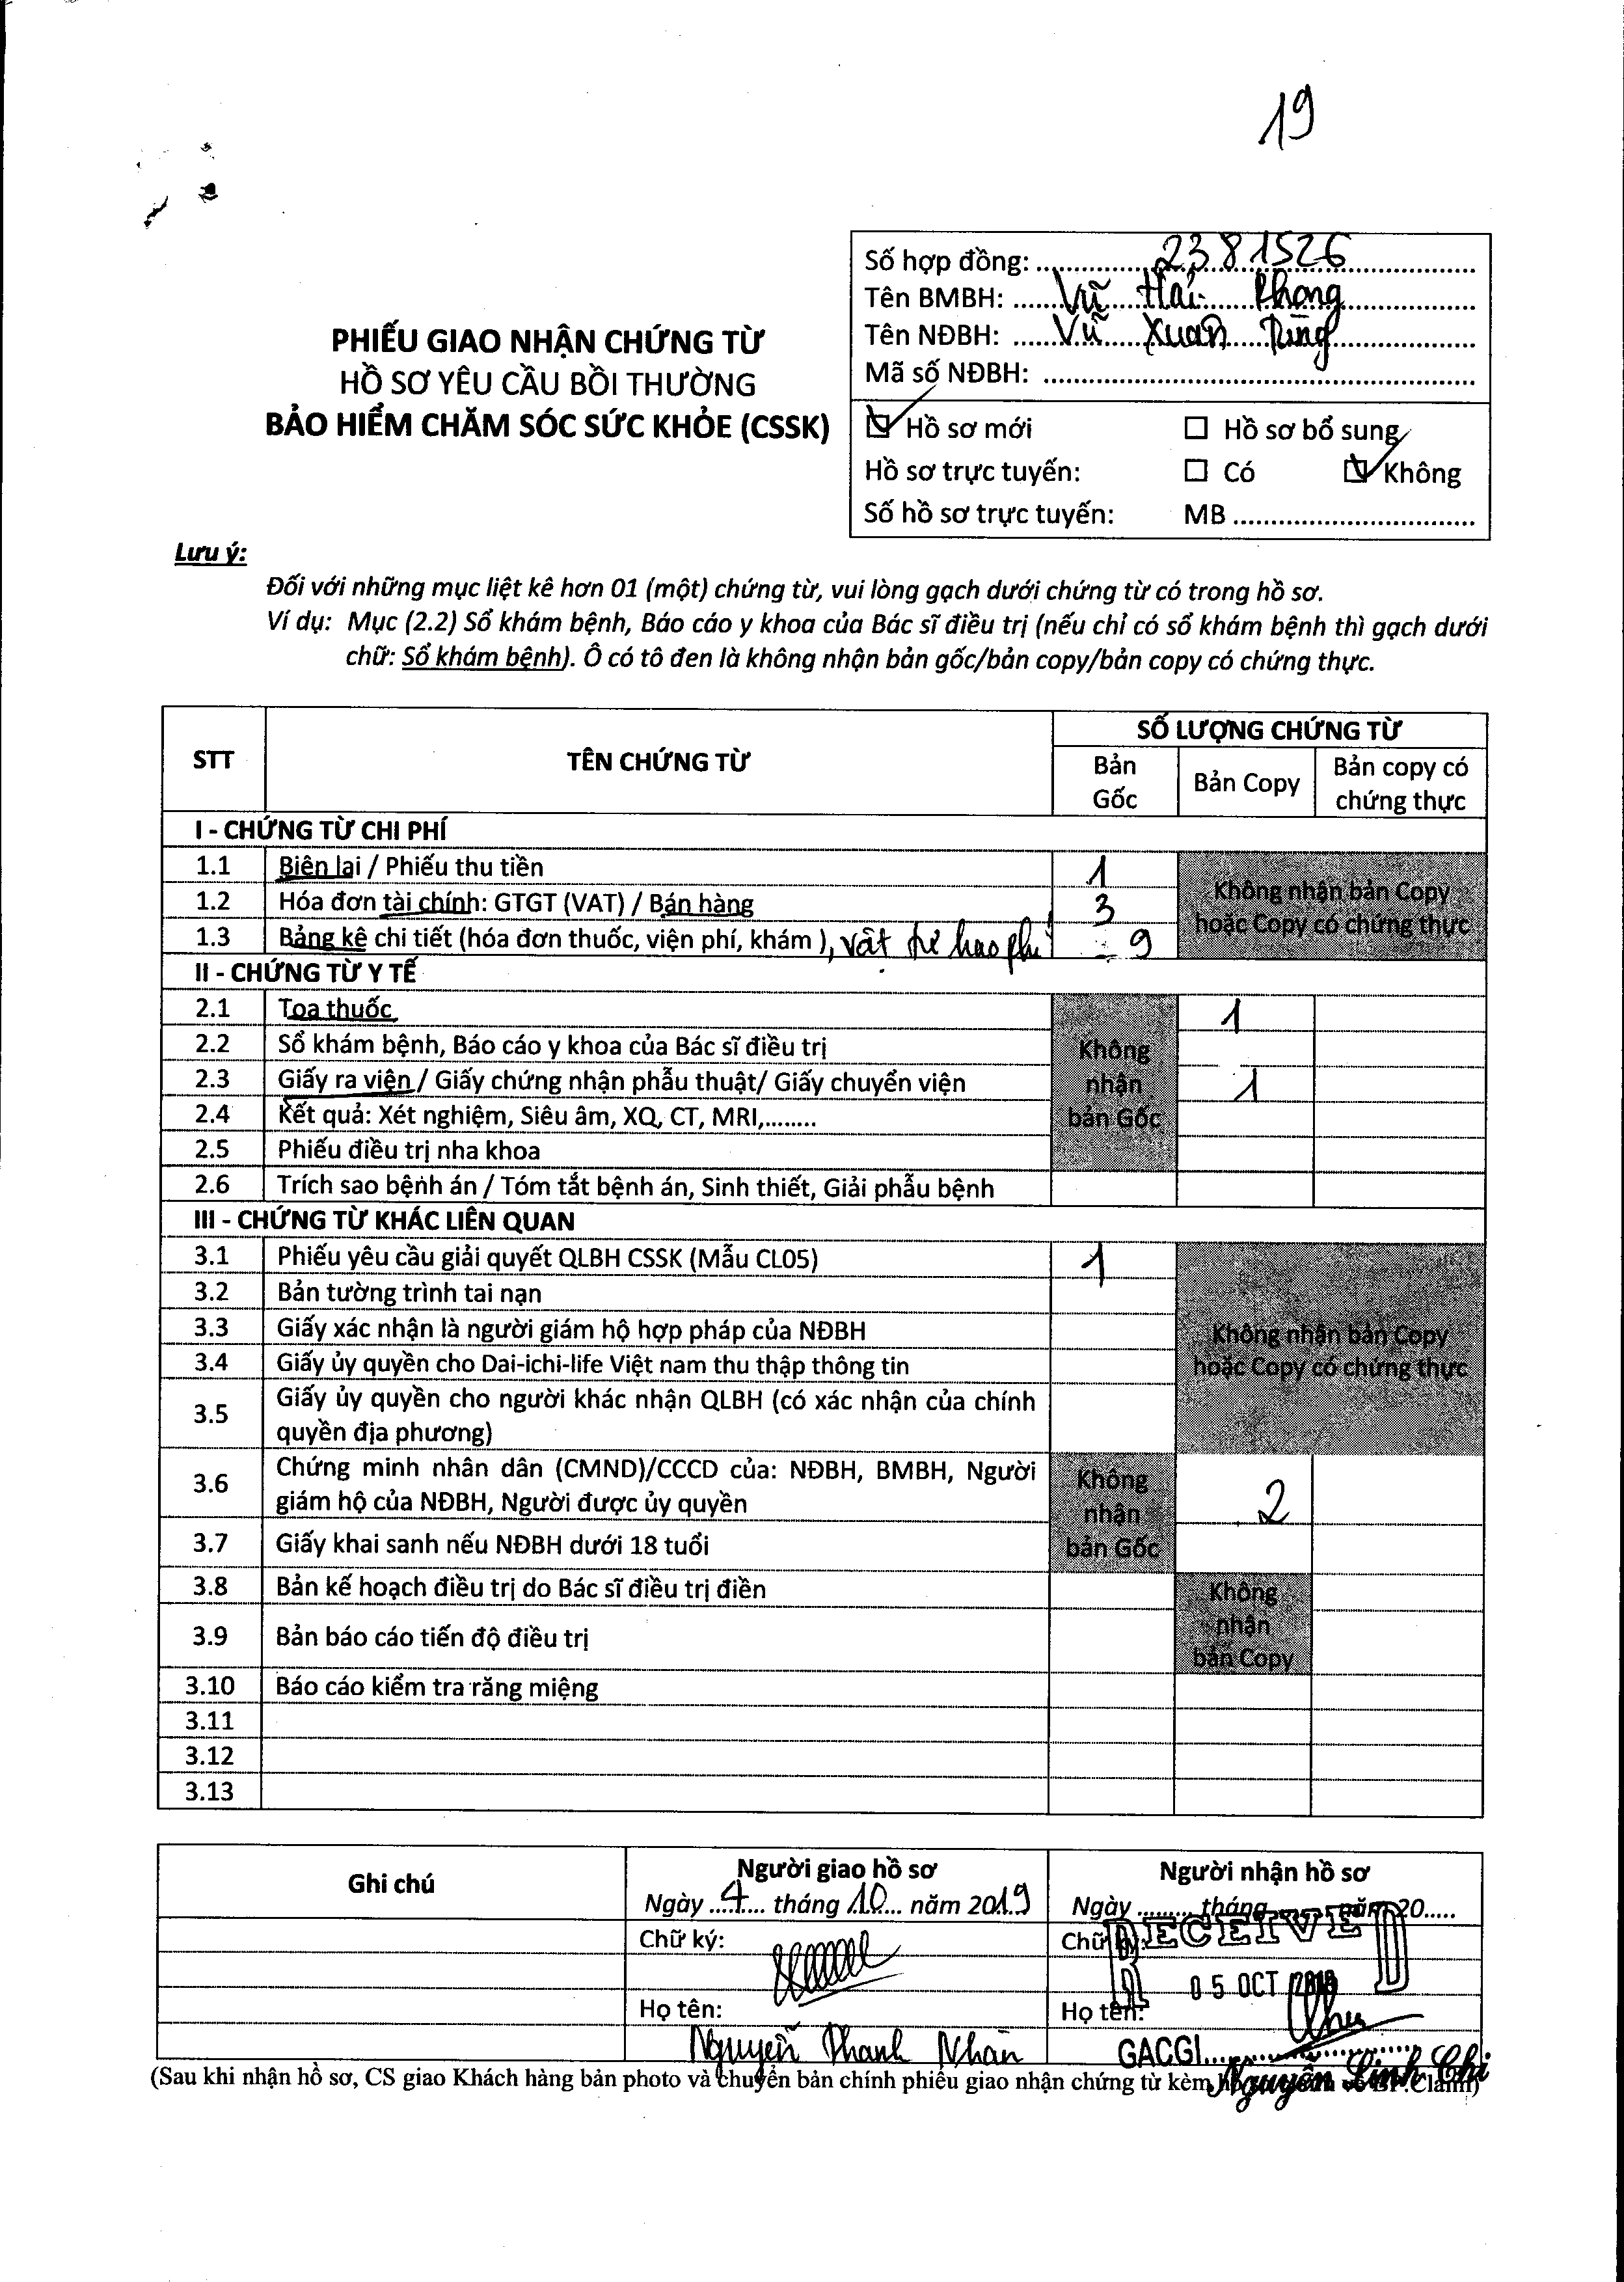 19
Số hợp đồng: 2381526
Tên BMBH: Vũ Hải Phong
Tên NĐBH: Vũ Xuân Tùng
Mã số NĐBH:
PHIẾU GIAO NHẬN CHỨNG TỪ
HỒ SƠ YÊU CẦU BỒI THƯỜNG
BẢO HIỂM CHĂM SÓC SỨC KHỎE (CSSK)
Hồ sơ mới ☐ Hồ sơ bổ sung
Hồ sơ trực tuyến: ☐ Có Không
Số hồ sơ trực tuyến: MB
Lưu ý:
Đối với những mục liệt kê hơn 01 (một) chứng từ, vui lòng gạch dưới chứng từ có trong hồ sơ.
Ví dụ: Mục (2.2) Sổ khám bệnh, Báo cáo y khoa của Bác sĩ điều trị (nếu chỉ có sổ khám bệnh thì gạch dưới
chữ: Sổ khám bệnh). Ô có tô đen là không nhận bản gốc/bản copy/bản copy có chứng thực.
STT TÊN CHỨNG TỪ SỐ LƯỢNG CHỨNG TỪ
Bản Gốc Bản Copy Bản copy có chứng thực
I - CHỨNG TỪ CHI PHÍ
1.1 Biên lai / Phiếu thu tiền 1
Không nhận bản Copy
1.2 Hóa đơn tài chính: GTGT (VAT) / Bán hàng 3
hoặc Copy có chứng thực
1.3 Bảng kê chi tiết (hóa đơn thuốc, viện phí, khám ), vật tư hao phí 9
II - CHỨNG TỪ Y TẾ
2.1 Toa thuốc 1
2.2 Sổ khám bệnh, Báo cáo y khoa của Bác sĩ điều trị
Không nhận bản Gốc
2.3 Giấy ra viện / Giấy chứng nhận phẫu thuật/ Giấy chuyển viện 1
2.4 Kết quả: Xét nghiệm, Siêu âm, XQ, CT, MRI,........
2.5 Phiếu điều trị nha khoa
2.6 Trích sao bệnh án / Tóm tắt bệnh án, Sinh thiết, Giải phẫu bệnh
III - CHỨNG TỪ KHÁC LIÊN QUAN
3.1 Phiếu yêu cầu giải quyết QLBH CSSK (Mẫu CL05) 1
3.2 Bản tường trình tai nạn
3.3 Giấy xác nhận là người giám hộ hợp pháp của NĐBH
Không nhận bản Copy
3.4 Giấy ủy quyền cho Dai-ichi-life Việt nam thu thập thông tin
hoặc Copy có chứng thực
3.5 Giấy ủy quyền cho người khác nhận QLBH (có xác nhận của chính
quyền địa phương)
3.6 Chứng minh nhân dân (CMND)/CCCD của: NĐBH, BMBH, Người
giám hộ của NĐBH, Người được ủy quyền 2
Không nhận bản Gốc
3.7 Giấy khai sanh nếu NĐBH dưới 18 tuổi
3.8 Bản kế hoạch điều trị do Bác sĩ điều trị điền
Không nhận bản Copy
3.9 Bản báo cáo tiến độ điều trị
3.10 Báo cáo kiểm tra răng miệng
3.11
3.12
3.13
Ghi chú Người giao hồ sơ Người nhận hồ sơ
Ngày 4 tháng 10 năm 2019 Ngày tháng năm 20
Chữ ký: Chữ ký:
RECEIVED
05 OCT 2019
Họ tên: Họ tên:
Nguyễn Thanh Nhàn GACGI
Nguyễn Linh Chi
(Sau khi nhận hồ sơ, CS giao Khách hàng bản photo và chuyển bản chính phiếu giao nhận chứng từ kèm BP.Claim)